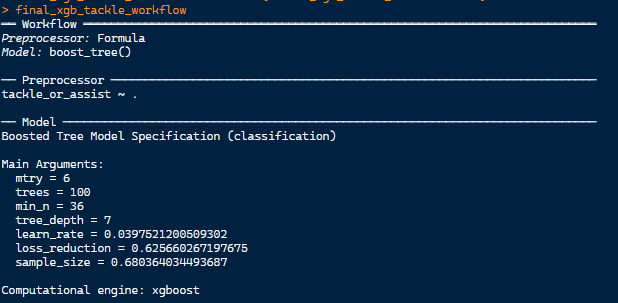 > final_xgb_tackle_workflow
══ Workflow ════════════════════════════════════════
Preprocessor: Formula
Model: boost_tree()
── Preprocessor ────────────────────────────────────────
tackle_or_assist ~ .
── Model ────────────────────────────────────────
Boosted Tree Model Specification (classification)
Main Arguments:
  mtry = 6
  trees = 100
  min_n = 36
  tree_depth = 7
  learn_rate = 0.0397521200509302
  loss_reduction = 0.625660267197675
  sample_size = 0.680364034493687
Computational engine: xgboost